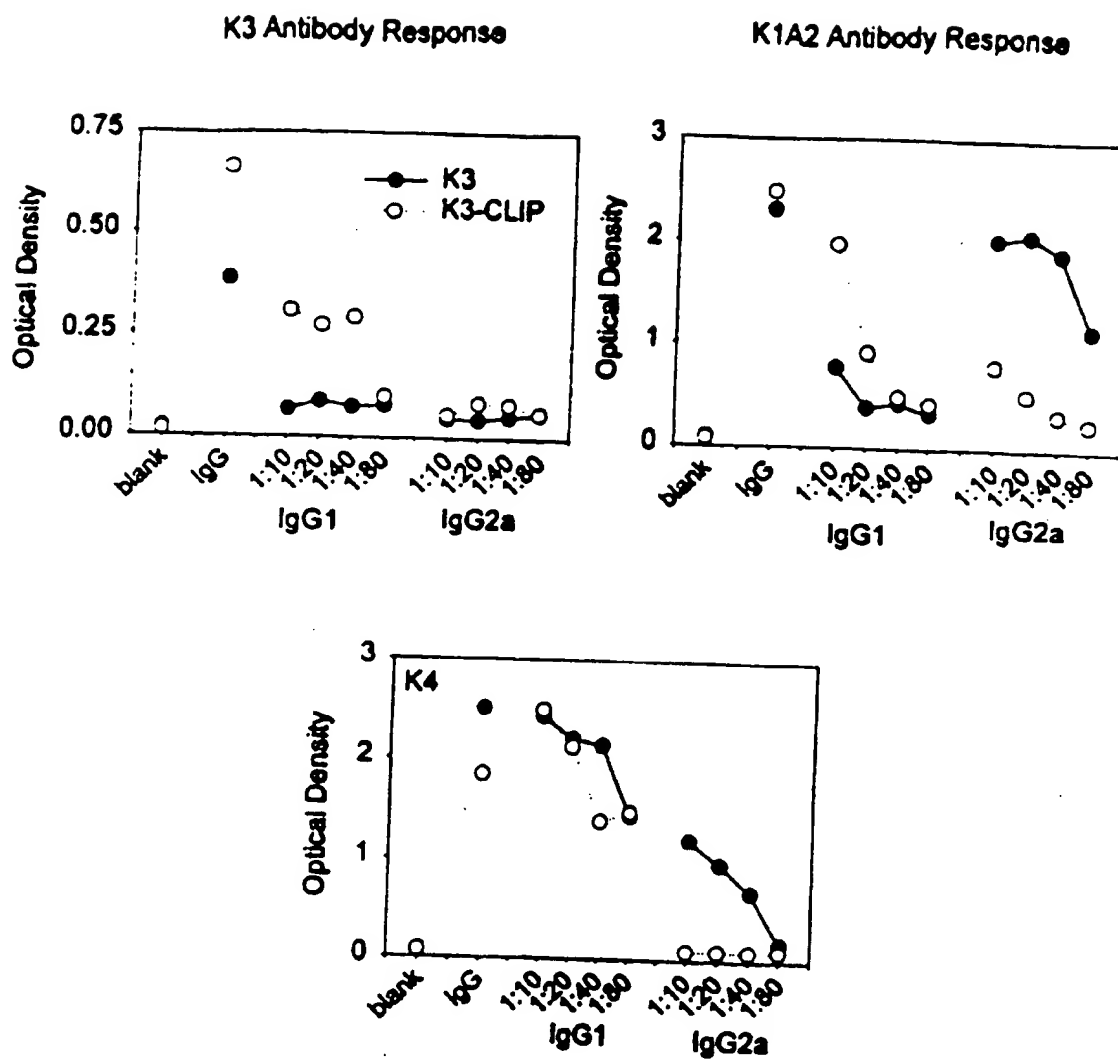 K3 Antibody Response
K1A2 Antibody Response
0.75
0.50
0.25
0.00
Optical Density
K3
K3-CLIP
blank
IgG
1:10
1:20
1:40
1:80
1:10
1:20
1:40
1:80
IgG1
IgG2a
3
2
1
0
Optical Density
blank
IgG
1:10
1:20
1:40
1:80
1:10
1:20
1:40
1:80
IgG1
IgG2a
3
2
1
0
Optical Density
K4
blank
IgG
1:10
1:20
1:40
1:80
1:10
1:20
1:40
1:80
IgG1
IgG2a